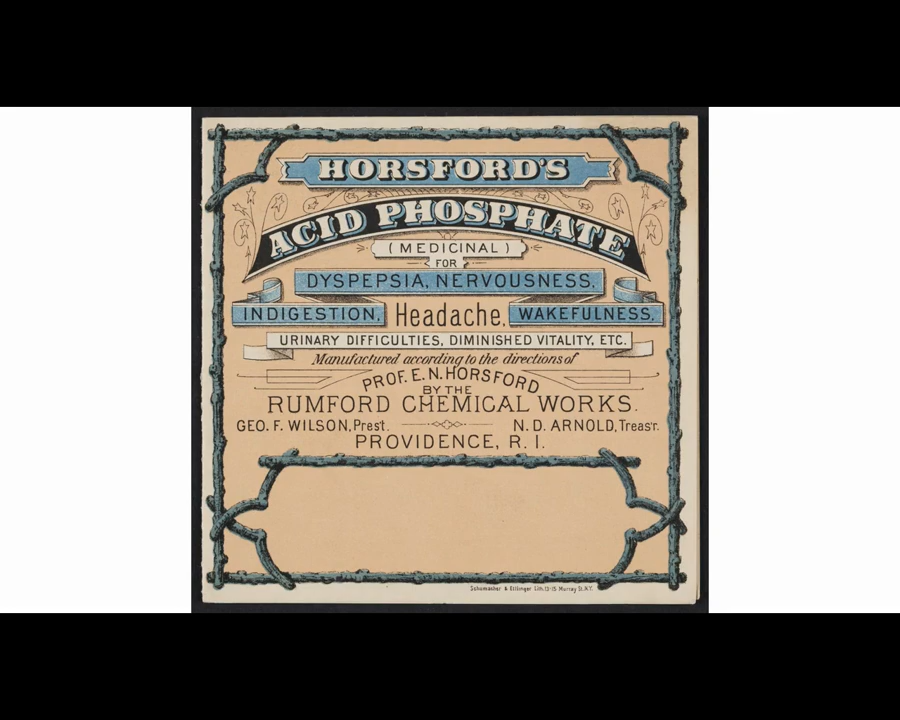 HORSFORD'S
ACID PHOSPHATE
(MEDICINAL)
FOR
DYSPEPSIA, NERVOUSNESS,
INDIGESTION, Headache, WAKEFULNESS,
URINARY DIFFICULTIES, DIMINISHED VITALITY, ETC.
Manufactured according to the directions of
PROF. E. N. HORSFORD
BY THE
RUMFORD CHEMICAL WORKS.
GEO. F. WILSON, Prest. N. D. ARNOLD, Treas'r.
PROVIDENCE, R. I.
Schumacher & Ettlinger Lith. 13-15 Murray St. N.Y.